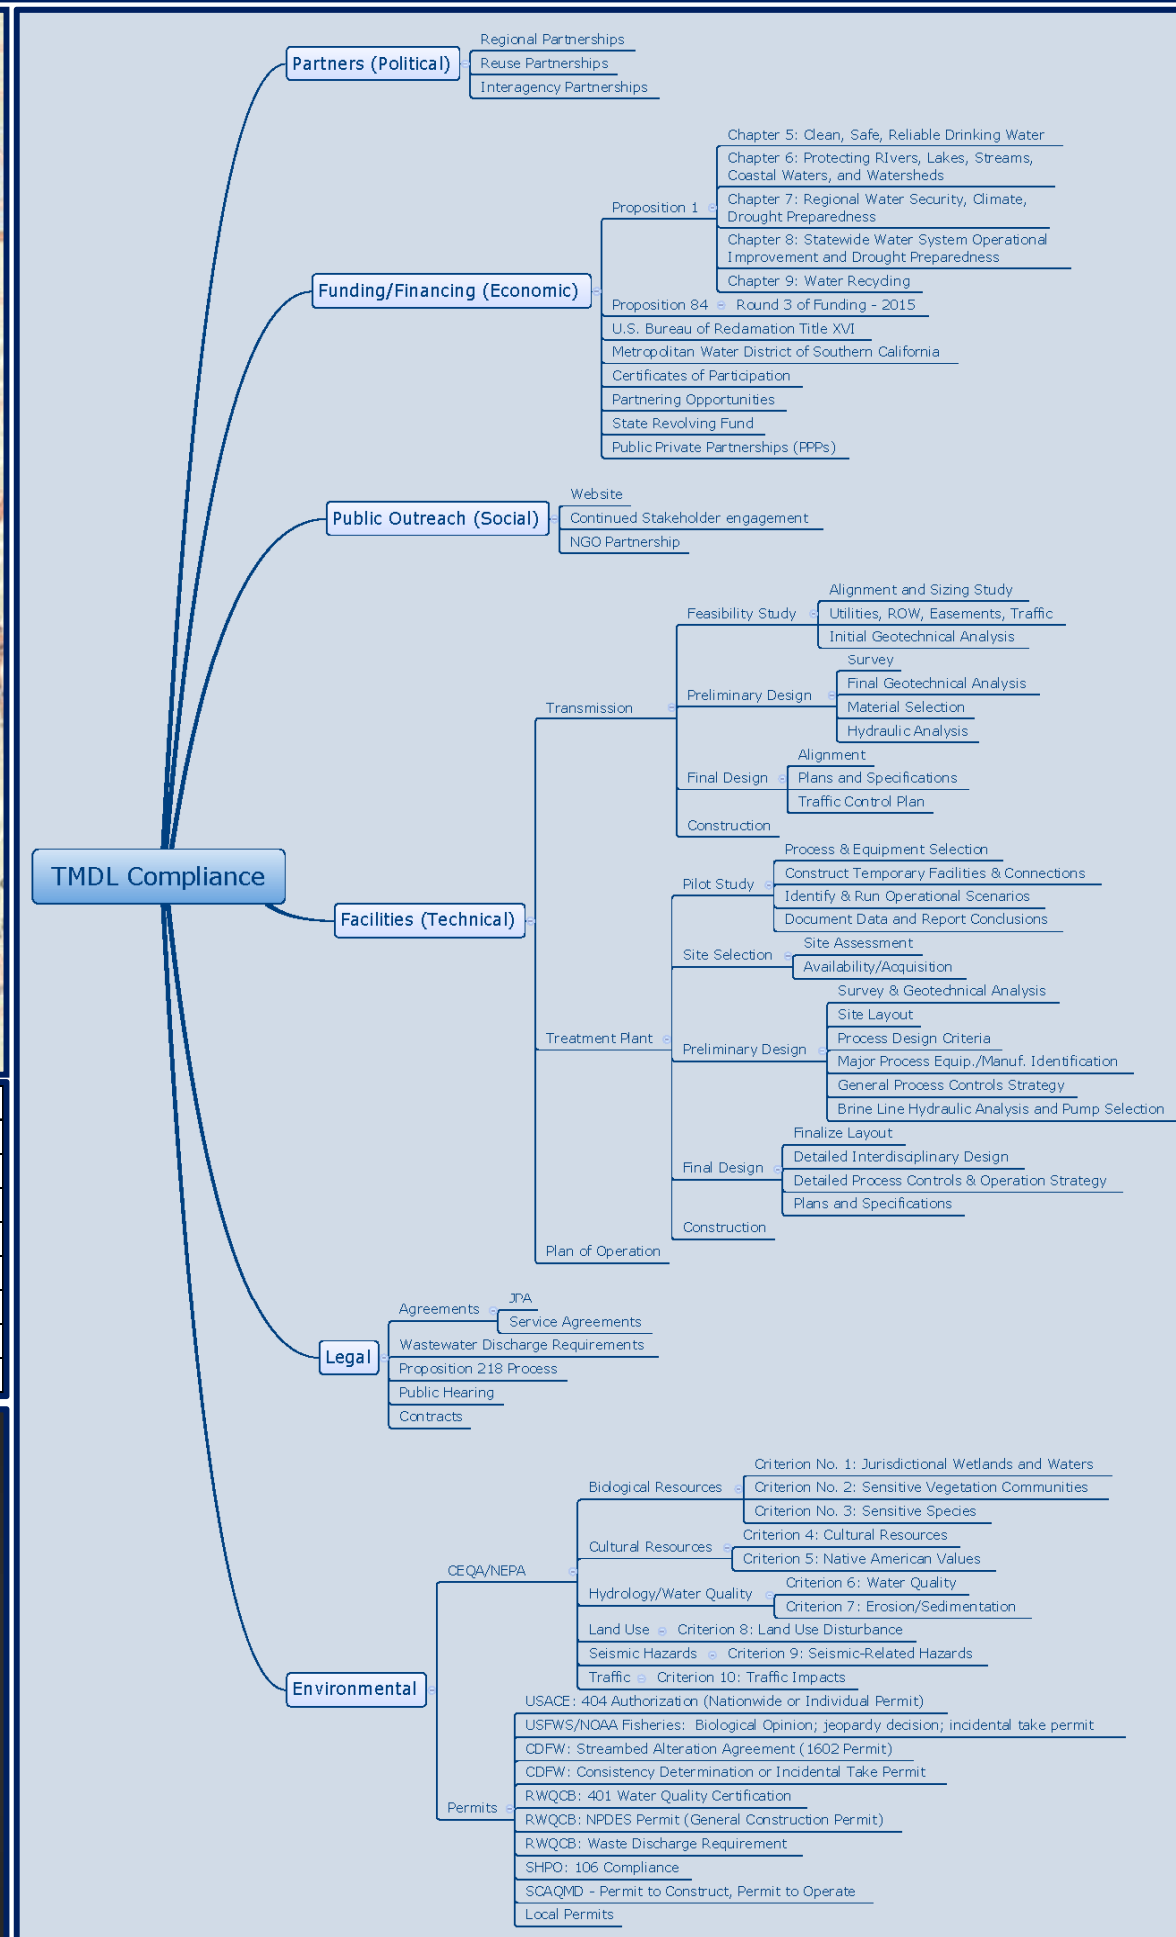 Partners (Political)
Regional Partnerships
Reuse Partnerships
Interagency Partnerships
Funding/Financing (Economic)
Proposition 1
Chapter 5: Clean, Safe, Reliable Drinking Water
Chapter 6: Protecting RIvers, Lakes, Streams,
Coastal Waters, and Watersheds
Chapter 7: Regional Water Security, Climate,
Drought Preparedness
Chapter 8: Statewide Water System Operational
Improvement and Drought Preparedness
Chapter 9: Water Recycling
Proposition 84
Round 3 of Funding - 2015
U.S. Bureau of Reclamation Title XVI
Metropolitan Water District of Southern California
Certificates of Participation
Partnering Opportunities
State Revolving Fund
Public Private Partnerships (PPPs)
Public Outreach (Social)
Website
Continued Stakeholder engagement
NGO Partnership
TMDL Compliance
Facilities (Technical)
Transmission
Feasibility Study
Alignment and Sizing Study
Utilities, ROW, Easements, Traffic
Initial Geotechnical Analysis
Preliminary Design
Survey
Final Geotechnical Analysis
Material Selection
Hydraulic Analysis
Final Design
Alignment
Plans and Specifications
Traffic Control Plan
Construction
Treatment Plant
Pilot Study
Process & Equipment Selection
Construct Temporary Facilities & Connections
Identify & Run Operational Scenarios
Document Data and Report Conclusions
Site Selection
Site Assessment
Availability/Acquisition
Preliminary Design
Survey & Geotechnical Analysis
Site Layout
Process Design Criteria
Major Process Equip./Manuf. Identification
General Process Controls Strategy
Brine Line Hydraulic Analysis and Pump Selection
Final Design
Finalize Layout
Detailed Interdisciplinary Design
Detailed Process Controls & Operation Strategy
Plans and Specifications
Construction
Plan of Operation
Legal
Agreements
JPA
Service Agreements
Wastewater Discharge Requirements
Proposition 218 Process
Public Hearing
Contracts
Environmental
CEQA/NEPA
Biological Resources
Criterion No. 1: Jurisdictional Wetlands and Waters
Criterion No. 2: Sensitive Vegetation Communities
Criterion No. 3: Sensitive Species
Cultural Resources
Criterion 4: Cultural Resources
Criterion 5: Native American Values
Hydrology/Water Quality
Criterion 6: Water Quality
Criterion 7: Erosion/Sedimentation
Land Use
Criterion 8: Land Use Disturbance
Seismic Hazards
Criterion 9: Seismic-Related Hazards
Traffic
Criterion 10: Traffic Impacts
Permits
USACE: 404 Authorization (Nationwide or Individual Permit)
USFWS/NOAA Fisheries: Biological Opinion; jeopardy decision; incidental take permit
CDFW: Streambed Alteration Agreement (1602 Permit)
CDFW: Consistency Determination or Incidental Take Permit
RWQCB: 401 Water Quality Certification
RWQCB: NPDES Permit (General Construction Permit)
RWQCB: Waste Discharge Requirement
SHPO: 106 Compliance
SCAQMD - Permit to Construct, Permit to Operate
Local Permits